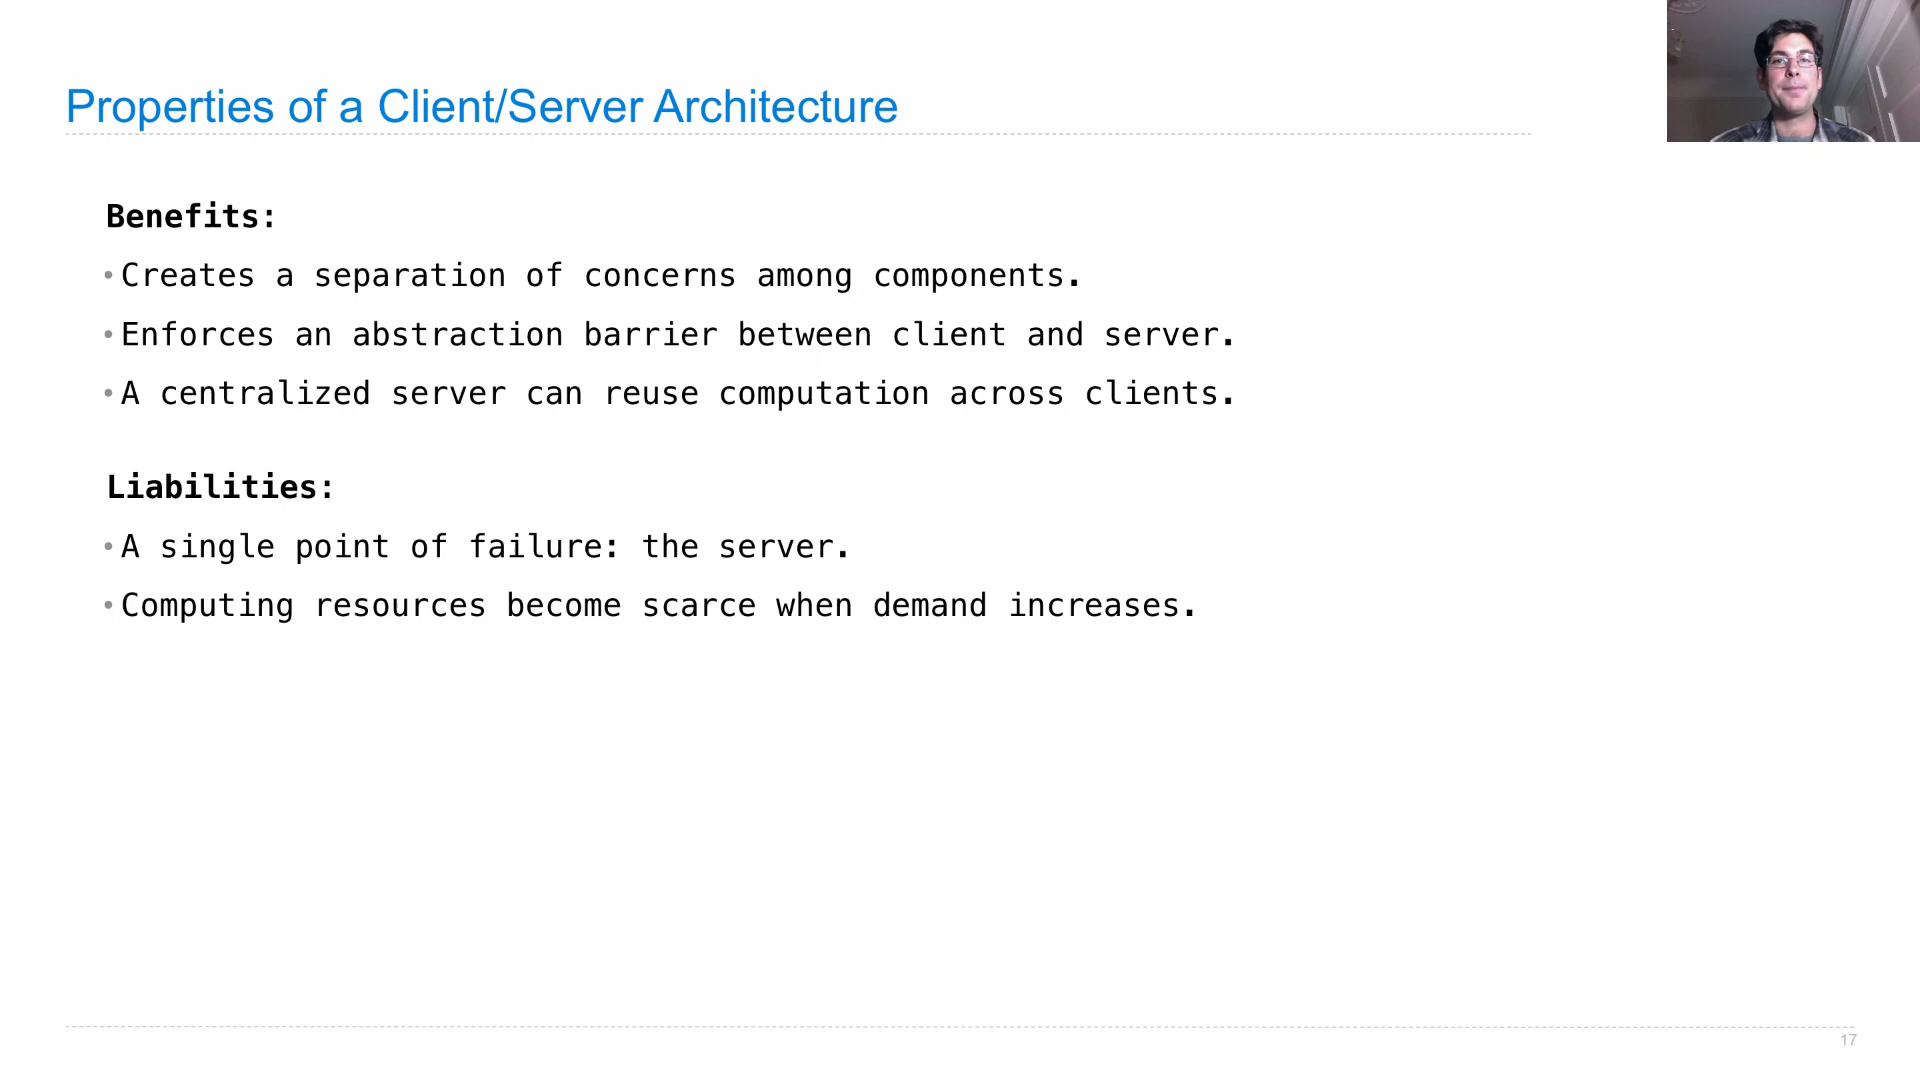 Properties of a Client/Server Architecture
Benefits:
•Creates a separation of concerns among components.
•Enforces an abstraction barrier between client and server.
•A centralized server can reuse computation across clients.
Liabilities:
•A single point of failure: the server.
•Computing resources become scarce when demand increases.
17